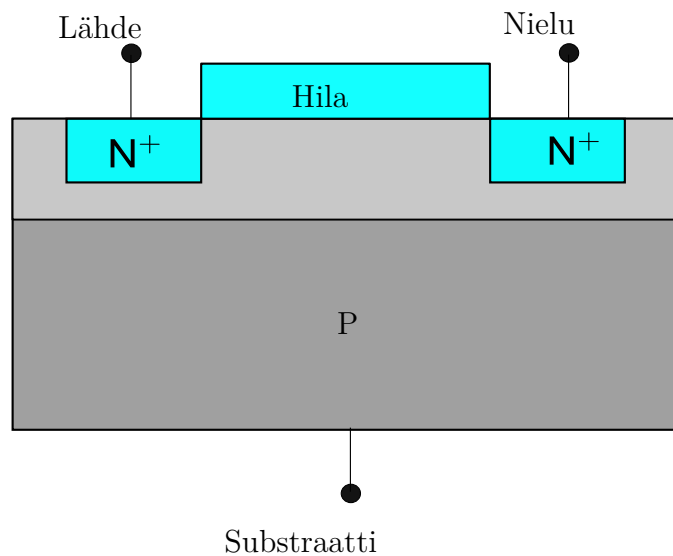 Lähde
Nielu
Hila
N+
N+
P
Substraatti